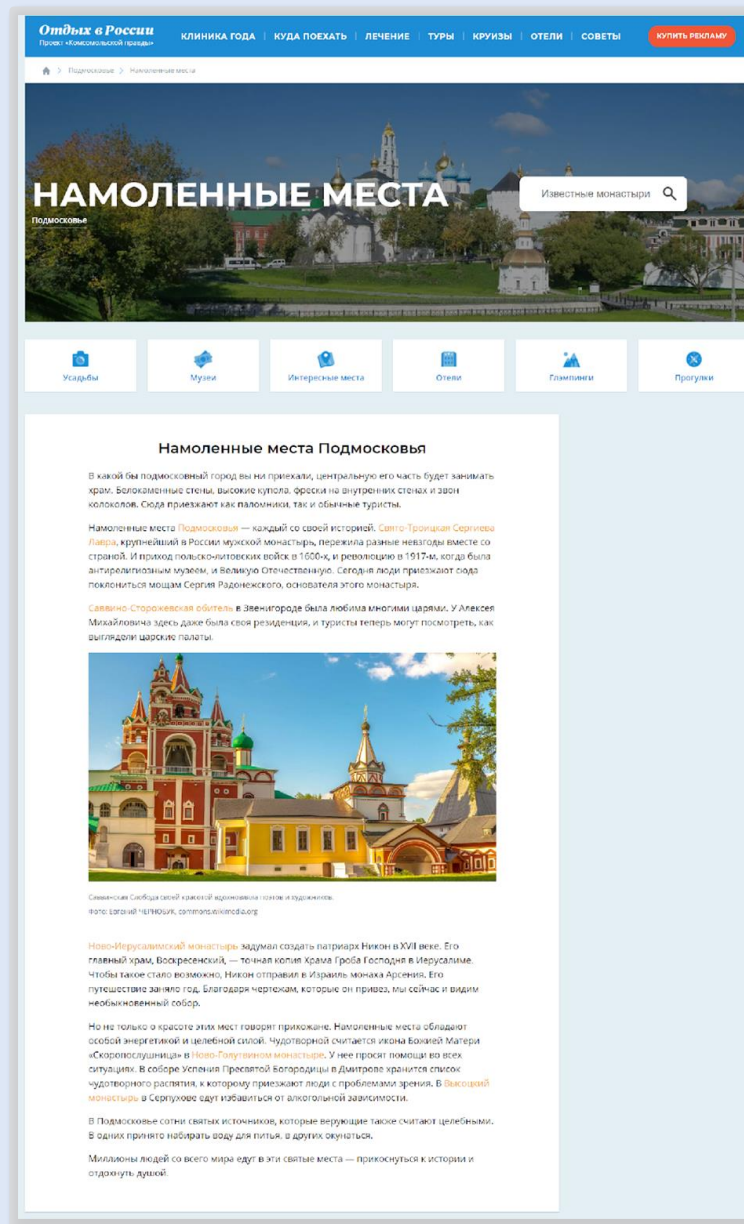 Отдых в России
Проект «Комсомольской правды»
КЛИНИКА ГОДА
КУДА ПОЕХАТЬ
ЛЕЧЕНИЕ
ТУРЫ
КРУИЗЫ
ОТЕЛИ
СОВЕТЫ
КУПИТЬ РЕКЛАМУ
Подмосковье > Намоленные места
НАМОЛЕННЫЕ МЕСТА
Подмосковье
Известные монастыри
Усадьбы
Музеи
Интересные места
Отели
Глэмпинги
Прогулки
Намоленные места Подмосковья
В какой бы подмосковный город вы ни приехали, центральную его часть будет занимать
храм. Белокаменные стены, высокие купола, фрески на внутренних стенах и звон
колоколов. Сюда приезжают как паломники, так и обычные туристы.
Намоленные места Подмосковья — каждый со своей историей. Свято-Троицкая Сергиева
Лавра, крупнейший в России мужской монастырь, пережила разные невзгоды вместе со
страной. И приход польско-литовских войск в 1600-х, и революцию в 1917-м, когда была
антирелигиозным музеем, и Великую Отечественную. Сегодня люди приезжают сюда
поклониться мощам Сергия Радонежского, основателя этого монастыря.
Саввино-Сторожевская обитель в Звенигороде была любима многими царями. У Алексея
Михайловича здесь даже была своя резиденция, и туристы теперь могут посмотреть, как
выглядели царские палаты.
Саввинская Слобода своей красотой вдохновляла поэтов и художников.
Фото: Евгений ЧЕРНОБУК, commons.wikimedia.org
Ново-Иерусалимский монастырь задумал создать патриарх Никон в XVII веке. Его
главный храм, Воскресенский, — точная копия Храма Гроба Господня в Иерусалиме.
Чтобы такое стало возможно, Никон отправил в Израиль монаха Арсения. Его
путешествие заняло год. Благодаря чертежам, которые он привез, мы сейчас и видим
необыкновенный собор.
Но не только о красоте этих мест говорят прихожане. Намоленные места обладают
особой энергетикой и целебной силой. Чудотворной считается икона Божией Матери
«Скоропослушница» в Ново-Голутвином монастыре. У нее просят помощи во всех
ситуациях. В соборе Успения Пресвятой Богородицы в Дмитрове хранится список
чудотворного распятия, к которому приезжают люди с проблемами зрения. В Высоцкий
монастырь в Серпухове едут избавиться от алкогольной зависимости.
В Подмосковье сотни святых источников, которые верующие также считают целебными.
В одних принято набирать воду для питья, в других окунаться.
Миллионы людей со всего мира едут в эти святые места — прикоснуться к истории и
отдохнуть душой.